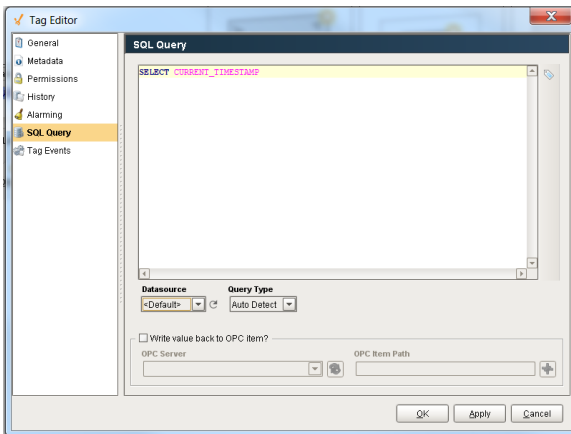 Tag Editor
General
Metadata
Permissions
History
Alarming
SQL Query
Tag Events
SQL Query
SELECT CURRENT_TIMESTAMP
Datasource Query Type
<Default> Auto Detect
Write value back to OPC item?
OPC Server OPC Item Path
OK Apply Cancel